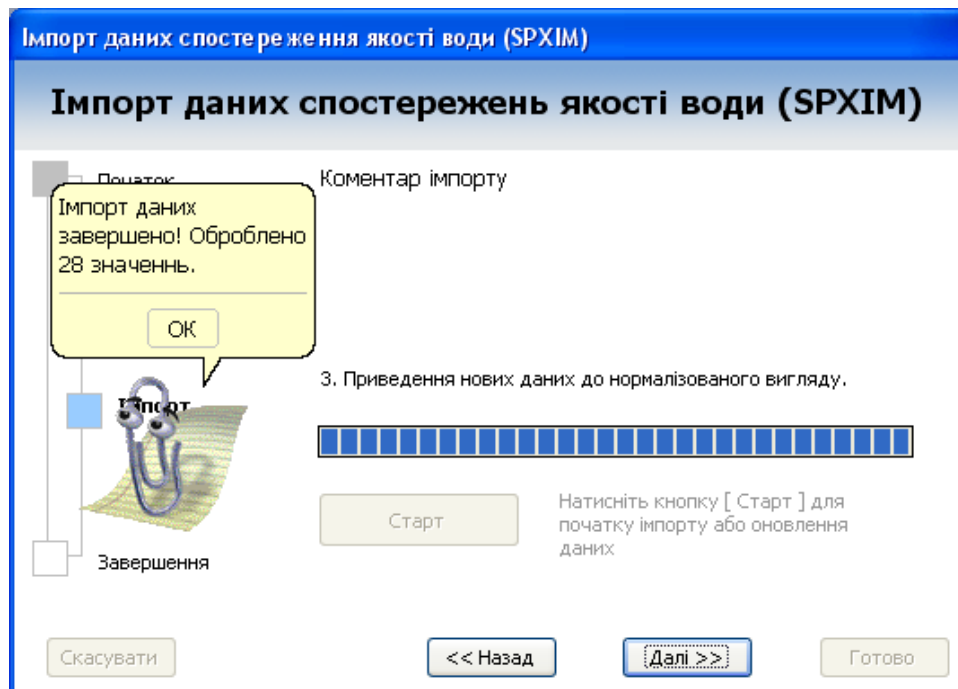 Імпорт даних спостереження якості води (SPXIM)
Імпорт даних спостережень якості води (SPXIM)
Початок
Імпорт даних
завершено! Оброблено
28 значеннь.
OK
Імпорт
Завершення
Коментар імпорту
3. Приведення нових даних до нормалізованого вигляду.
Старт
Натисніть кнопку [ Старт ] для
початку імпорту або оновлення
даних
Скасувати
<< Назад
Далі >>
Готово